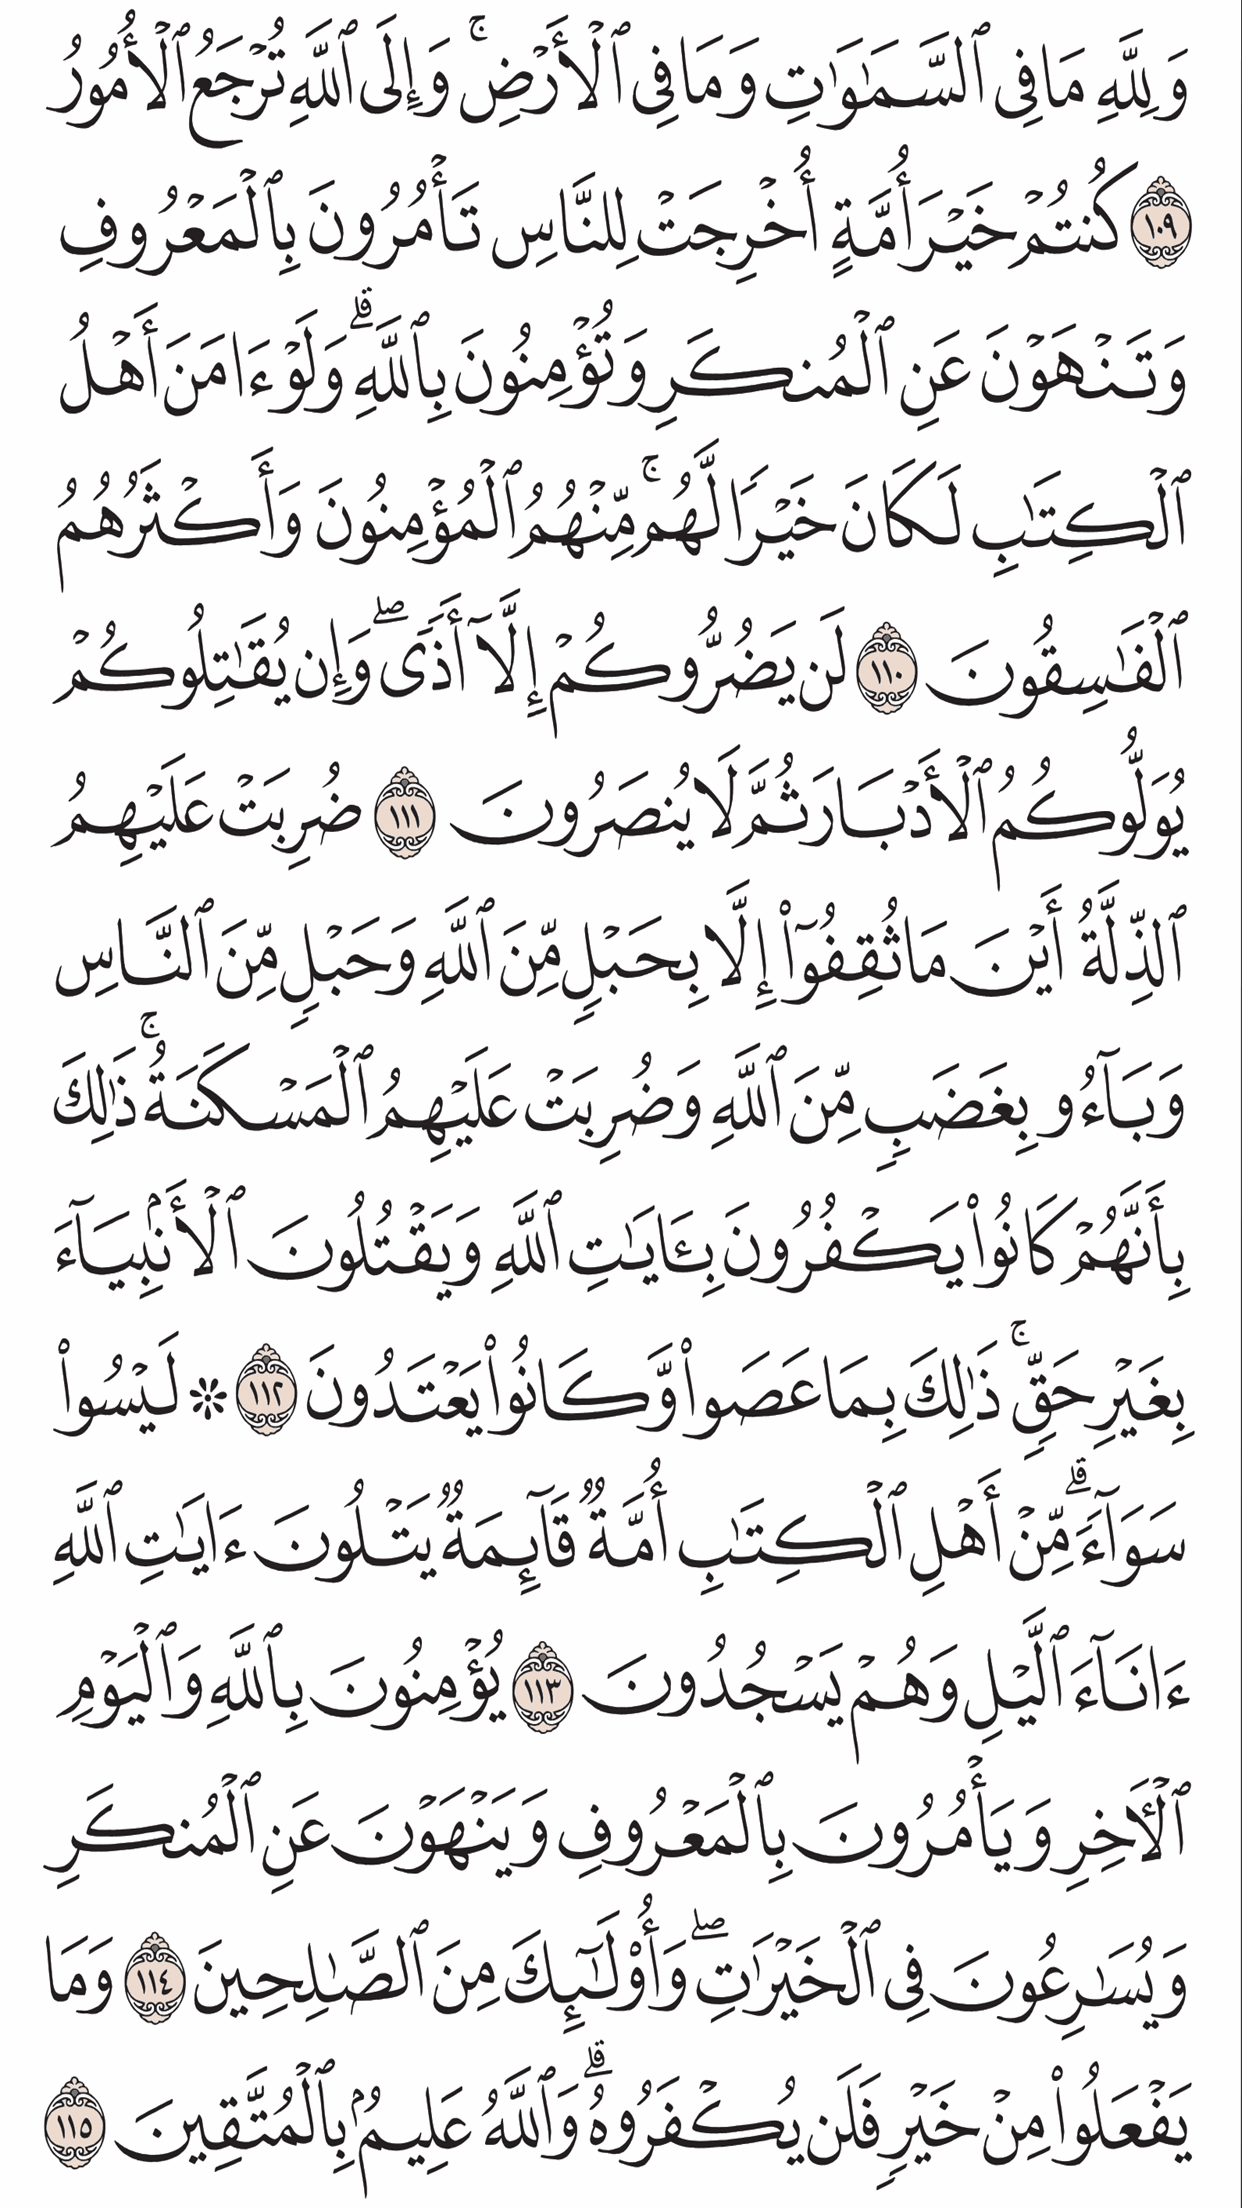 وَلِلَّهِ مَا فِي ٱلسَّمَٰوَٰتِ وَمَا فِي ٱلۡأَرۡضِۚ وَإِلَى ٱللَّهِ تُرۡجَعُ ٱلۡأُمُورُ
١٠٩ كُنتُمۡ خَيۡرَ أُمَّةٍ أُخۡرِجَتۡ لِلنَّاسِ تَأۡمُرُونَ بِٱلۡمَعۡرُوفِ
وَتَنۡهَوۡنَ عَنِ ٱلۡمُنكَرِ وَتُؤۡمِنُونَ بِٱللَّهِۗ وَلَوۡ ءَامَنَ أَهۡلُ
ٱلۡكِتَٰبِ لَكَانَ خَيۡرٗا لَّهُمۚ مِّنۡهُمُ ٱلۡمُؤۡمِنُونَ وَأَكۡثَرُهُمُ
ٱلۡفَٰسِقُونَ ١١٠ لَن يَضُرُّوكُمۡ إِلَّآ أَذٗىۖ وَإِن يُقَٰتِلُوكُمۡ
يُوَلُّوكُمُ ٱلۡأَدۡبَارَ ثُمَّ لَا يُنصَرُونَ ١١١ ضُرِبَتۡ عَلَيۡهِمُ
ٱلذِّلَّةُ أَيۡنَ مَا ثُقِفُوٓاْ إِلَّا بِحَبۡلٖ مِّنَ ٱللَّهِ وَحَبۡلٖ مِّنَ ٱلنَّاسِ
وَبَآءُو بِغَضَبٖ مِّنَ ٱللَّهِ وَضُرِبَتۡ عَلَيۡهِمُ ٱلۡمَسۡكَنَةُۚ ذَٰلِكَ
بِأَنَّهُمۡ كَانُواْ يَكۡفُرُونَ بِـَٔايَٰتِ ٱللَّهِ وَيَقۡتُلُونَ ٱلۡأَنۢبِيَآءَ
بِغَيۡرِ حَقّٖۚ ذَٰلِكَ بِمَا عَصَواْ وَّكَانُواْ يَعۡتَدُونَ ١١٢ ۞ لَيۡسُواْ
سَوَآءٗۗ مِّنۡ أَهۡلِ ٱلۡكِتَٰبِ أُمَّةٞ قَآئِمَةٞ يَتۡلُونَ ءَايَٰتِ ٱللَّهِ
ءَانَآءَ ٱلَّيۡلِ وَهُمۡ يَسۡجُدُونَ ١١٣ يُؤۡمِنُونَ بِٱللَّهِ وَٱلۡيَوۡمِ
ٱلۡأٓخِرِ وَيَأۡمُرُونَ بِٱلۡمَعۡرُوفِ وَيَنۡهَوۡنَ عَنِ ٱلۡمُنكَرِ
وَيُسَٰرِعُونَ فِي ٱلۡخَيۡرَٰتِۖ وَأُوْلَٰٓئِكَ مِنَ ٱلصَّٰلِحِينَ ١١٤ وَمَا
يَفۡعَلُواْ مِنۡ خَيۡرٖ فَلَن يُكۡفَرُوهُۗ وَٱللَّهُ عَلِيمُۢ بِٱلۡمُتَّقِينَ ١١٥